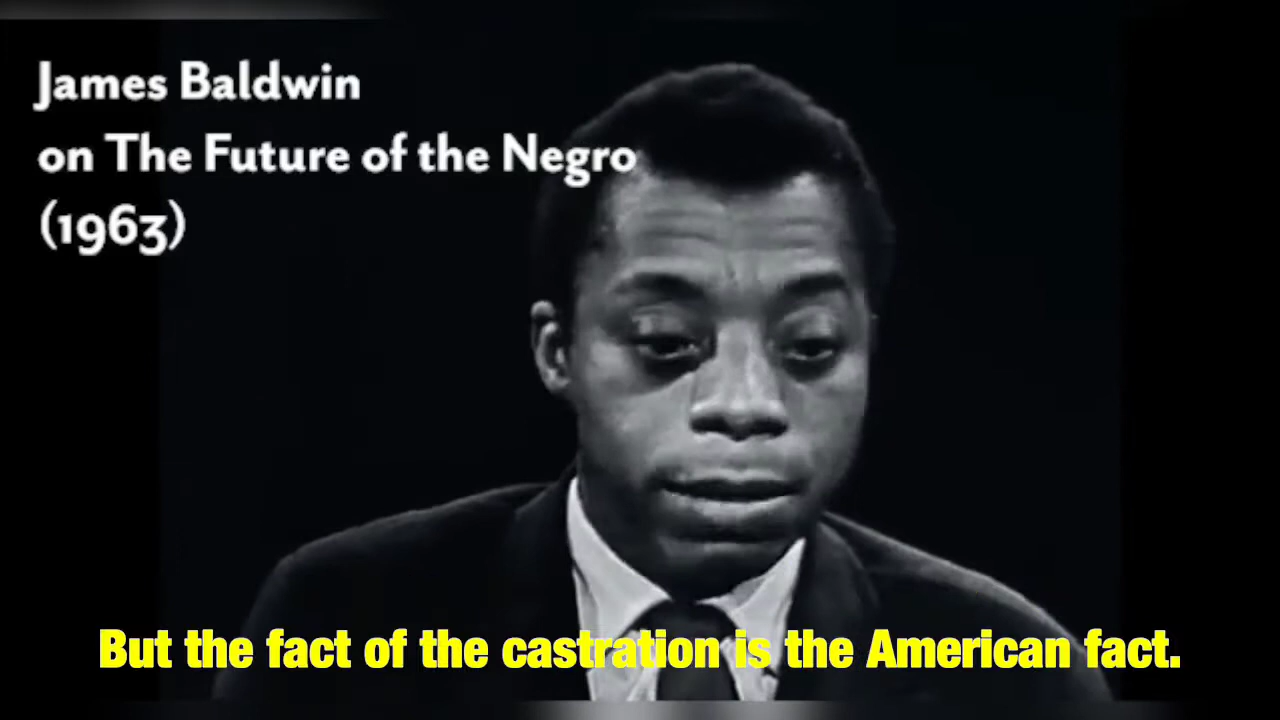 James Baldwin
on The Future of the Negro
(1963)
But the fact of the castration is the American fact.